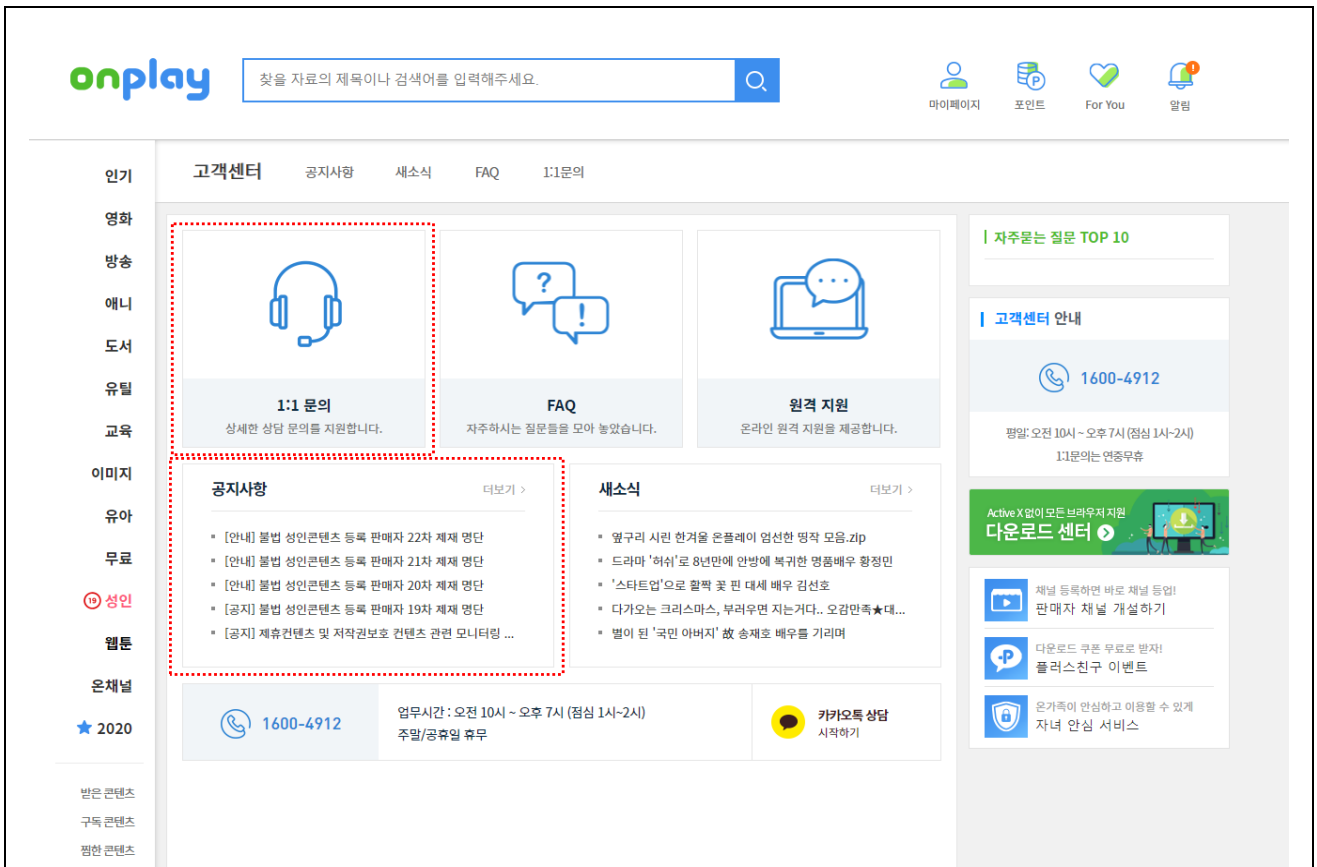 onplay
찾을 자료의 제목이나 검색어를 입력해주세요.
마이페이지
포인트
For You
알림
인기
영화
방송
애니
도서
유틸
교육
이미지
유아
무료
19 성인
웹툰
온채널
2020
받은 콘텐츠
구독 콘텐츠
찜한 콘텐츠
고객센터 공지사항 새소식 FAQ 1:1문의
1:1 문의
상세한 상담 문의를 지원합니다.
FAQ
자주하시는 질문들을 모아 놓았습니다.
원격 지원
온라인 원격 지원을 제공합니다.
공지사항 더보기 >
[안내] 불법 성인콘텐츠 등록 판매자 22차 제재 명단
[안내] 불법 성인콘텐츠 등록 판매자 21차 제재 명단
[안내] 불법 성인콘텐츠 등록 판매자 20차 제재 명단
[공지] 불법 성인콘텐츠 등록 판매자 19차 제재 명단
[공지] 제휴컨텐츠 및 저작권보호 컨텐츠 관련 모니터링 ...
새소식 더보기 >
옆구리 시린 한겨울 온플레이 엄선한 띵작 모음.zip
드라마 '허쉬'로 8년만에 안방에 복귀한 명품배우 황정민
'스타트업'으로 활짝 꽃 핀 대세 배우 김선호
다가오는 크리스마스, 부러우면 지는거다.. 오감만족★대...
별이 된 '국민 아버지' 故 송재호 배우를 기리며
1600-4912
업무시간 : 오전 10시 ~ 오후 7시 (점심 1시~2시)
주말/공휴일 휴무
카카오톡 상담
시작하기
자주묻는 질문 TOP 10
고객센터 안내
1600-4912
평일: 오전 10시 ~ 오후 7시 (점심 1시~2시)
1:1문의는 연중무휴
Active X 없이 모든 브라우저 지원
다운로드 센터
채널 등록하면 바로 채널 등업!
판매자 채널 개설하기
다운로드 쿠폰 무료로 받자!
플러스친구 이벤트
온가족이 안심하고 이용할 수 있게
자녀 안심 서비스